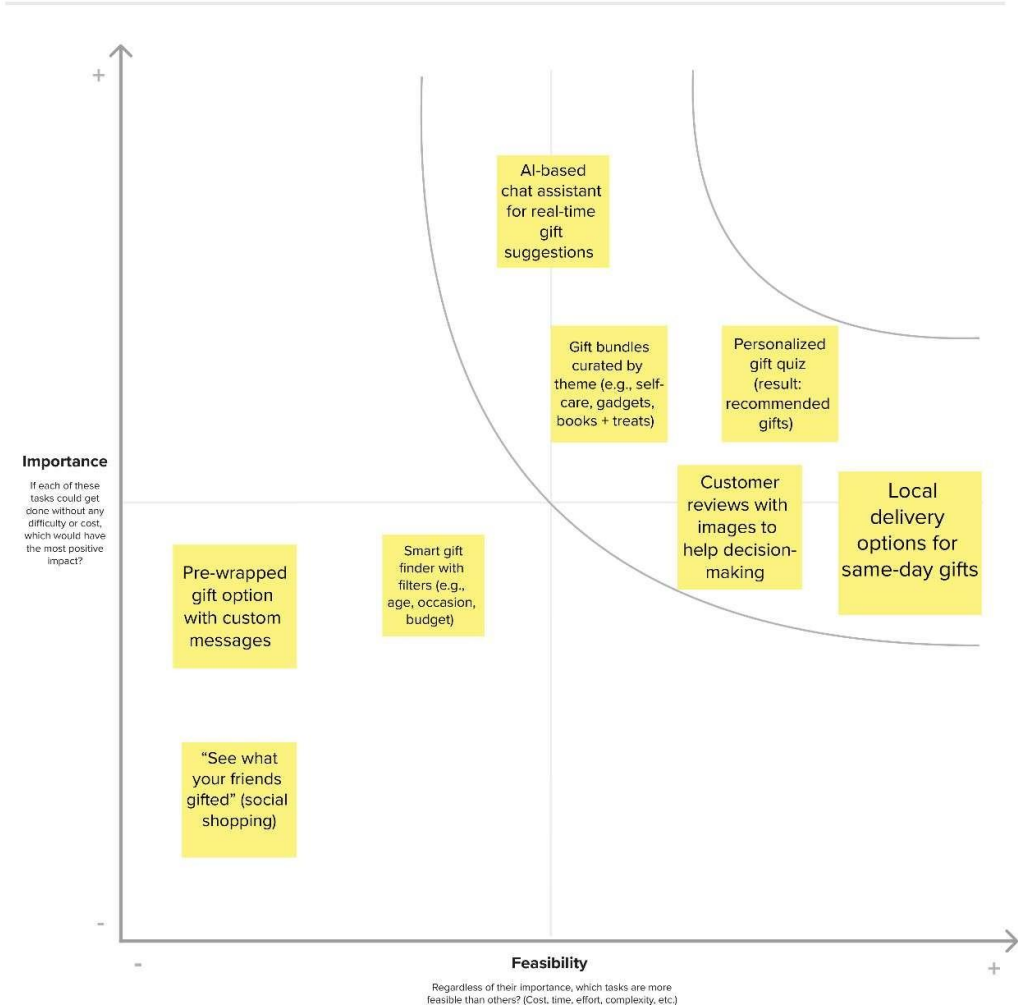 +
AI-based
chat assistant
for real-time
gift
suggestions
Gift bundles
curated by
theme (e.g., self-
care, gadgets,
books + treats)
Personalized
gift quiz
(result:
recommended
gifts)
Importance
If each of these
tasks could get
done without any
difficulty or cost,
which would have
the most positive
impact?
Customer
reviews with
images to
help decision-
making
Local
delivery
options for
same-day gifts
Pre-wrapped
gift option
with custom
messages
Smart gift
finder with
filters (e.g.,
age, occasion,
budget)
“See what
your friends
gifted” (social
shopping)
-
-
Feasibility
+
Regardless of their importance, which tasks are more
feasible than others? (Cost, time, effort, complexity, etc.)